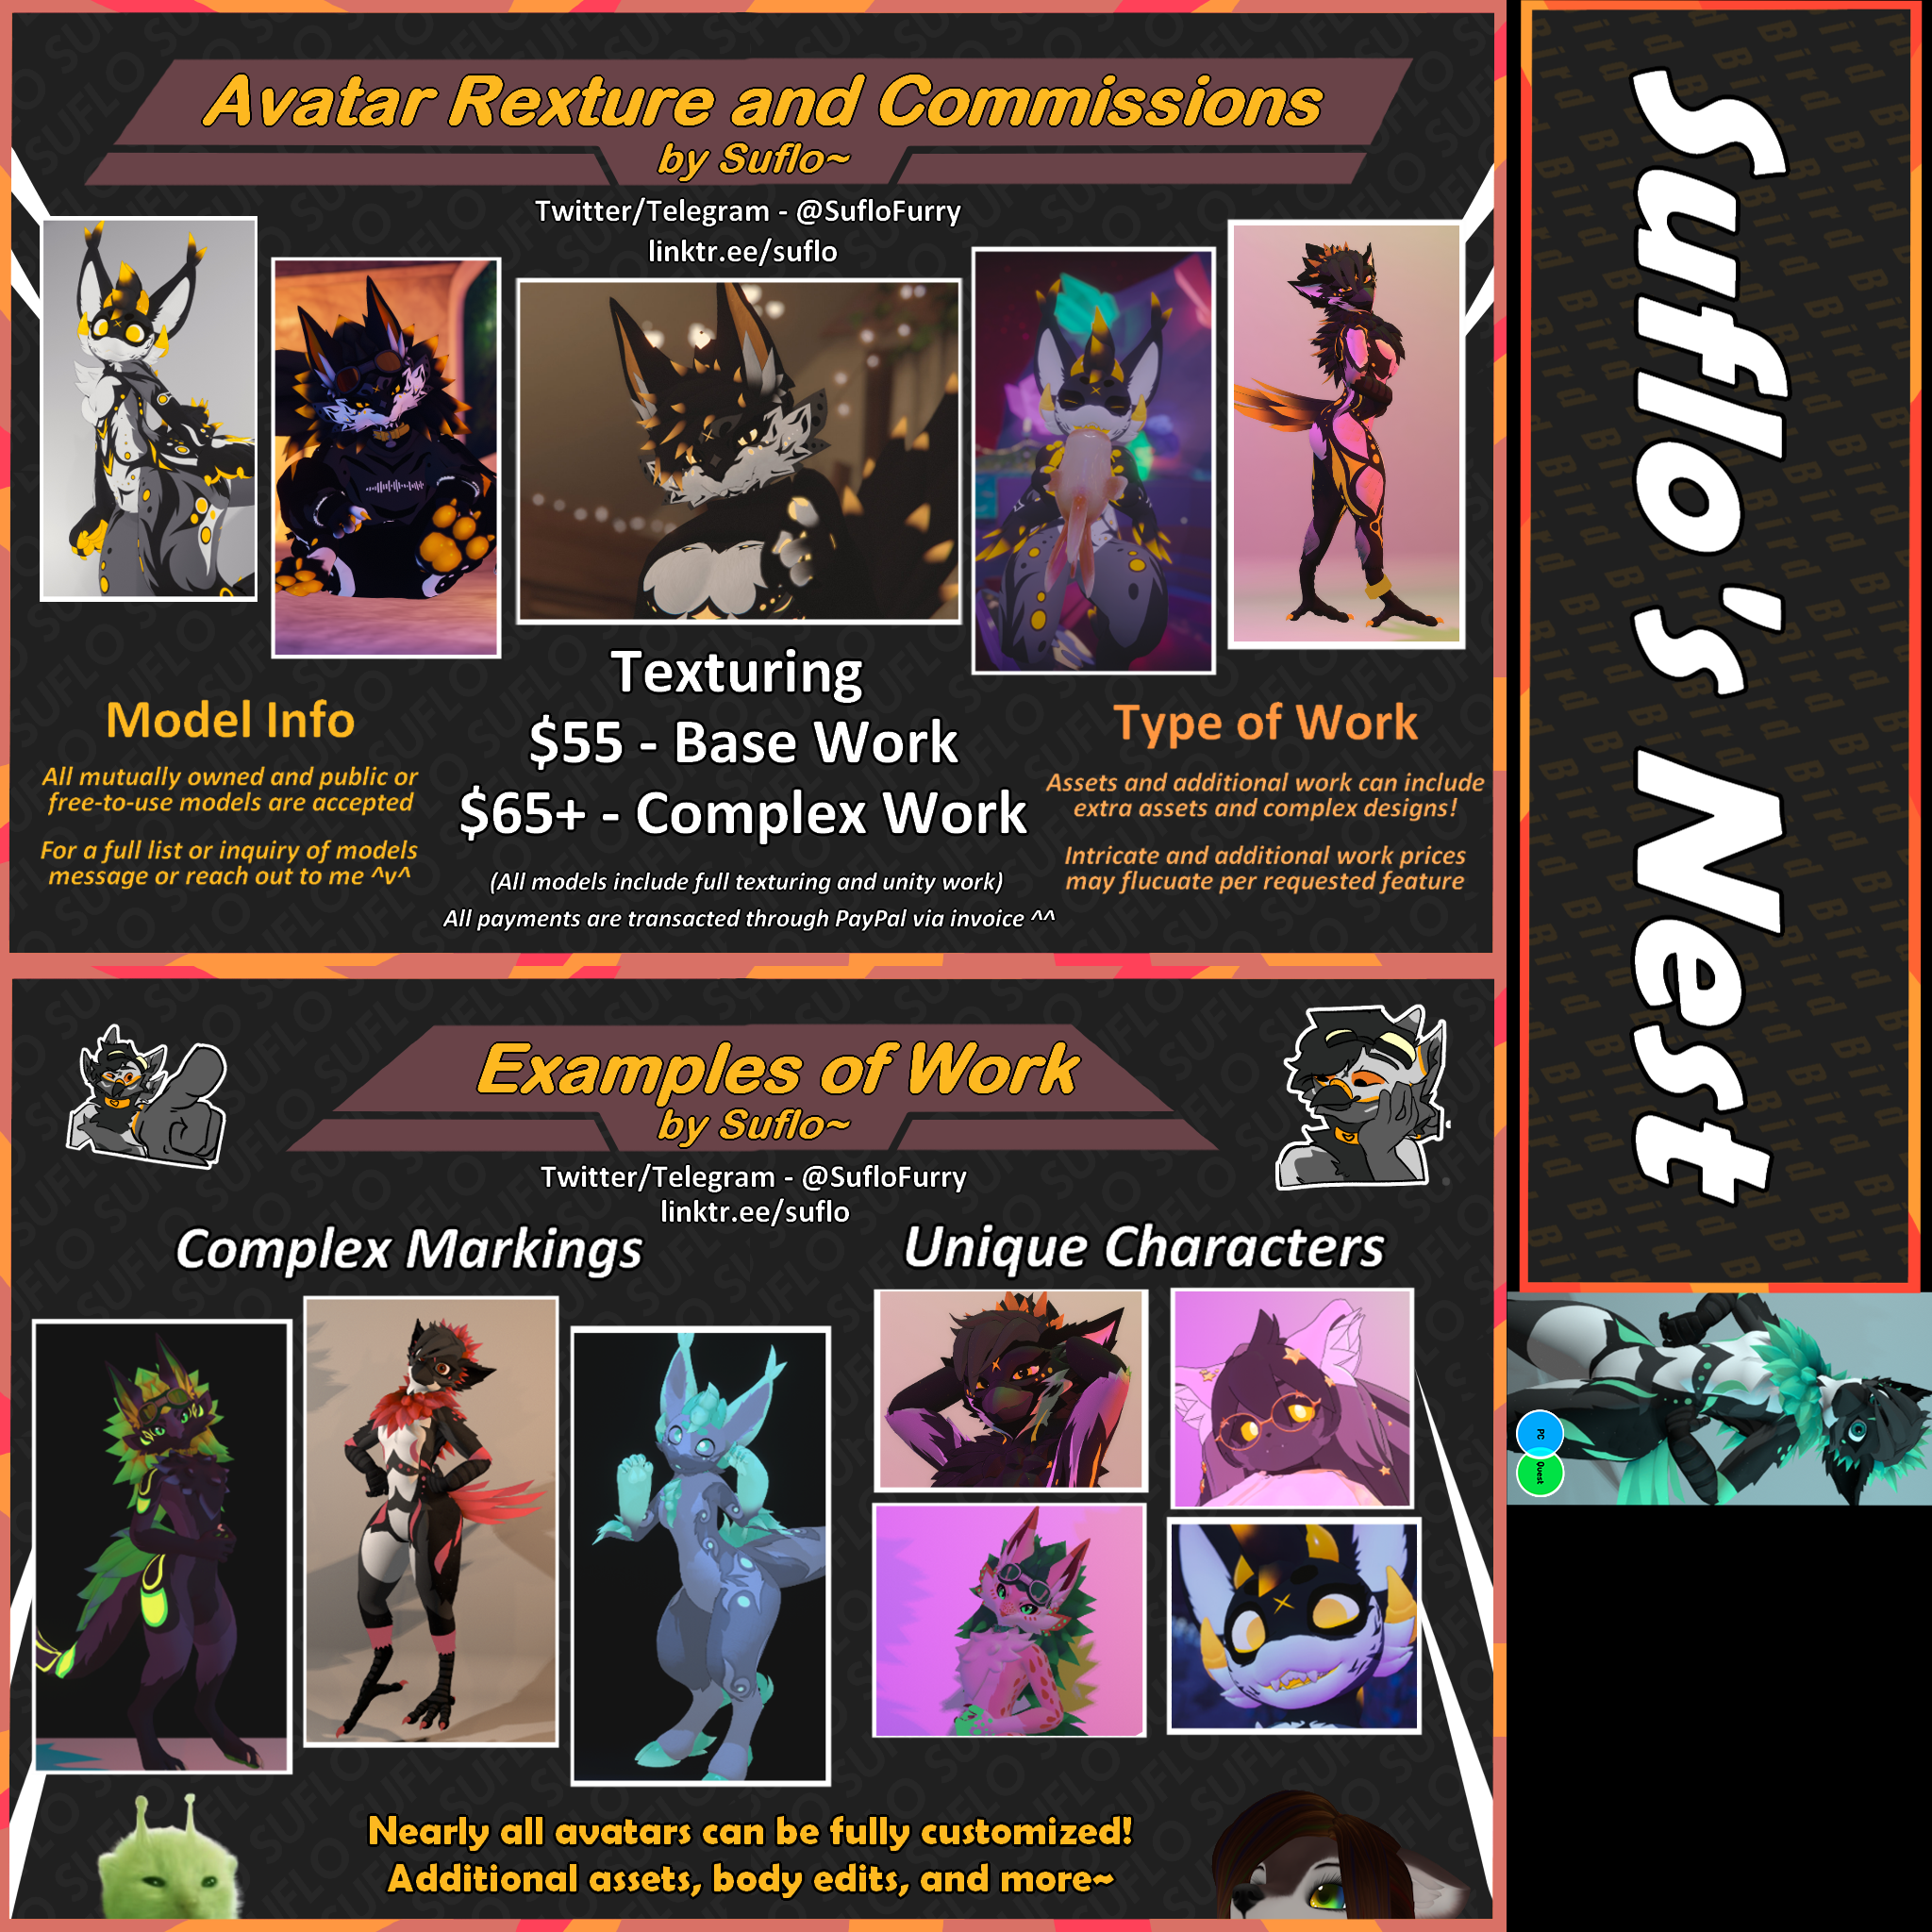 Avatar Rexture and Commissions
by Suflo~
Twitter/Telegram - @SufloFurry
linktr.ee/suflo
Model Info
All mutually owned and public or
free-to-use models are accepted
For a full list or inquiry of models
message or reach out to me ^v^
Texturing
$55 - Base Work
$65+ - Complex Work
(All models include full texturing and unity work)
All payments are transacted through PayPal via invoice ^^
Type of Work
Assets and additional work can include
extra assets and complex designs!
Intricate and additional work prices
may flucuate per requested feature
Examples of Work
by Suflo~
Twitter/Telegram - @SufloFurry
linktr.ee/suflo
Complex Markings
Unique Characters
Nearly all avatars can be fully customized!
Additional assets, body edits, and more~
Suflo's Nest
PC
Quest
SUFLO
Bird